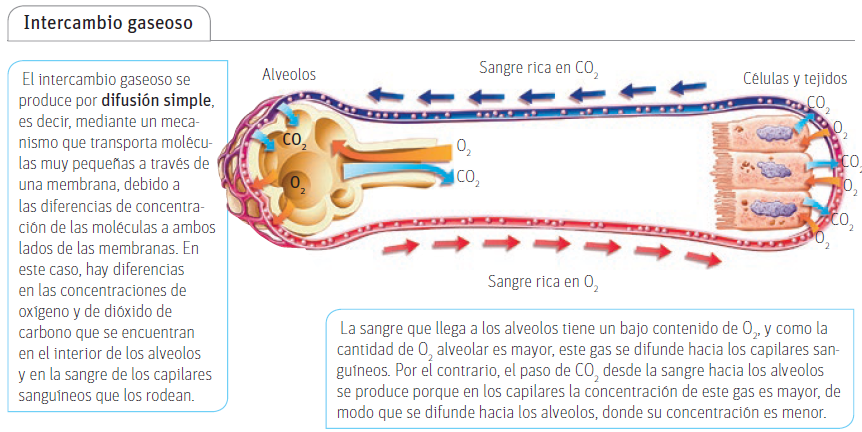 Intercambio gaseoso
El intercambio gaseoso se
produce por difusión simple,
es decir, mediante un meca-
nismo que transporta molécu-
las muy pequeñas a través de
una membrana, debido a
las diferencias de concentra-
ción de las moléculas a ambos
lados de las membranas. En
este caso, hay diferencias
en las concentraciones de
oxígeno y de dióxido de
carbono que se encuentran
en el interior de los alveolos
y en la sangre de los capilares
sanguíneos que los rodean.
Alveolos
Sangre rica en CO₂
Células y tejidos
CO₂
O₂
O₂
CO₂
CO₂
O₂
CO₂
O₂
CO₂
O₂
Sangre rica en O₂
La sangre que llega a los alveolos tiene un bajo contenido de O₂, y como la
cantidad de O₂ alveolar es mayor, este gas se difunde hacia los capilares san-
guíneos. Por el contrario, el paso de CO₂ desde la sangre hacia los alveolos
se produce porque en los capilares la concentración de este gas es mayor, de
modo que se difunde hacia los alveolos, donde su concentración es menor.